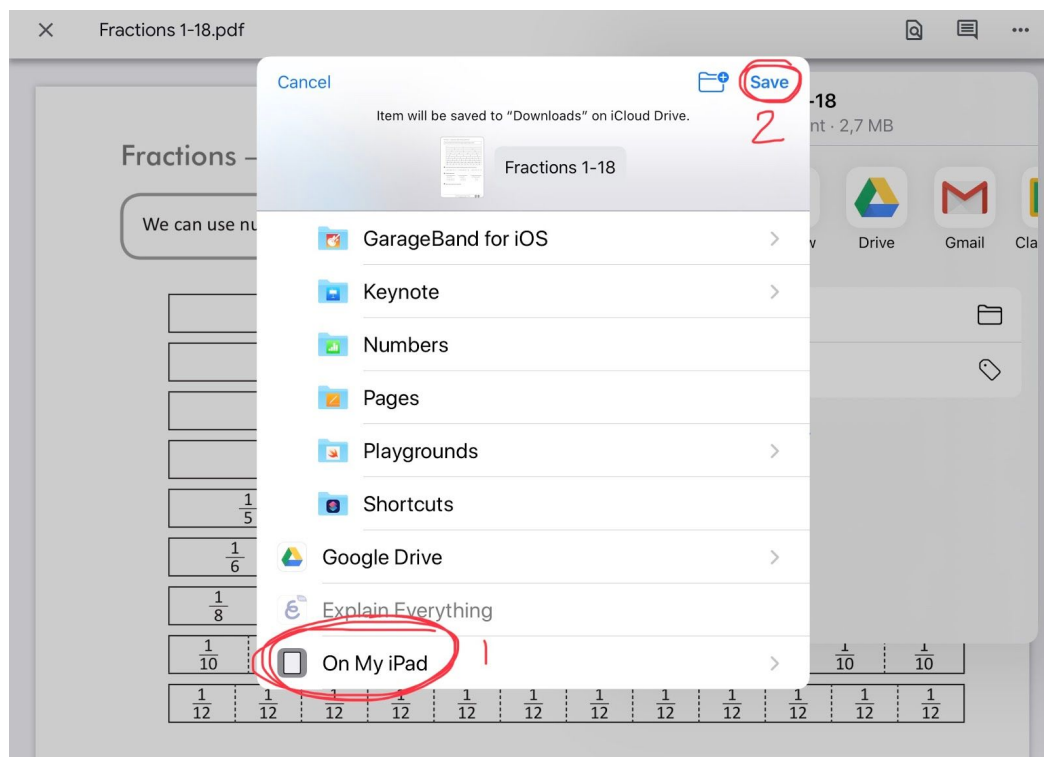 Fractions 1-18.pdf
Cancel
Save
2
Item will be saved to “Downloads” on iCloud Drive.
Fractions 1-18
-18
nt · 2,7 MB
Fractions –
We can use nu
GarageBand for iOS
Keynote
Numbers
Pages
Playgrounds
Shortcuts
Google Drive
Explain Everything
On My iPad
1
w
Drive
Gmail
Cla
1/5
1/6
1/8
1/10
1/10 1/10
1/12 1/12 1/12 1/12 1/12 1/12 1/12 1/12 1/12 1/12 1/12 1/12